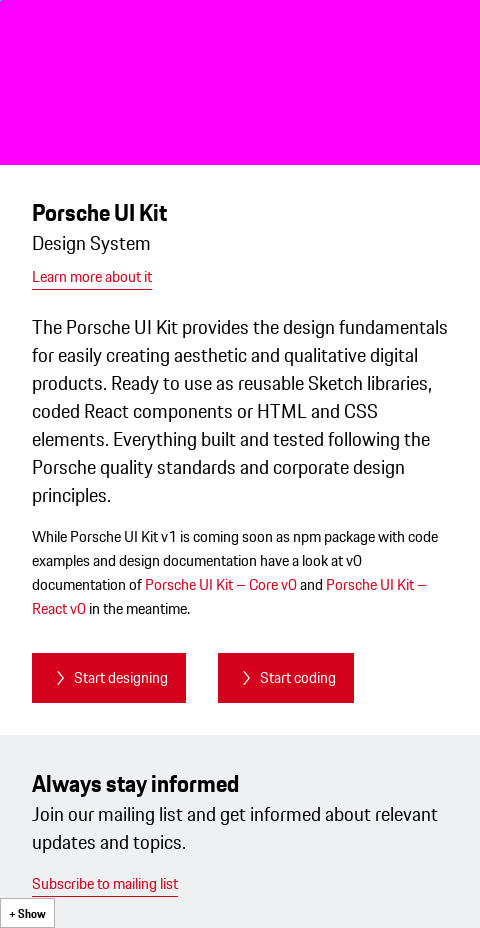 Porsche UI Kit
Design System
Learn more about it
The Porsche UI Kit provides the design fundamentals
for easily creating aesthetic and qualitative digital
products. Ready to use as reusable Sketch libraries,
coded React components or HTML and CSS
elements. Everything built and tested following the
Porsche quality standards and corporate design
principles.
While Porsche UI Kit v1 is coming soon as npm package with code
examples and design documentation have a look at v0
documentation of Porsche UI Kit – Core v0 and Porsche UI Kit –
React v0 in the meantime.
Start designing
Start coding
Always stay informed
Join our mailing list and get informed about relevant
updates and topics.
Subscribe to mailing list
+ Show